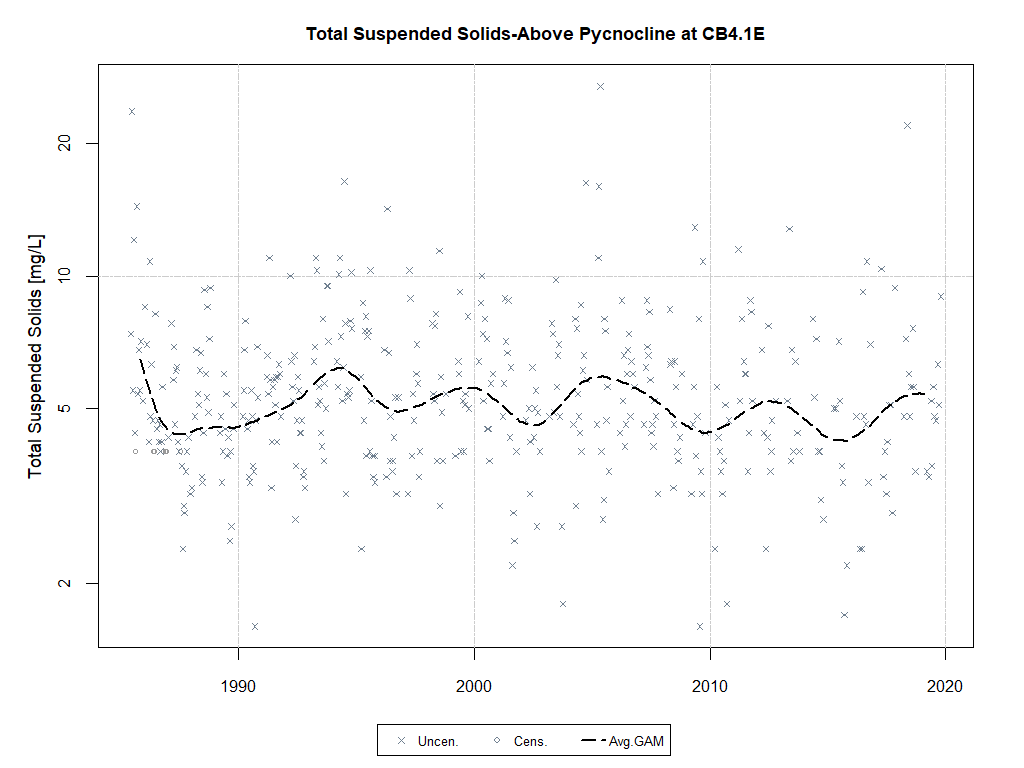 Total Suspended Solids-Above Pycnocline at CB4.1E
Total Suspended Solids [mg/L]
20
10
5
2
1990
2000
2010
2020
Uncen.
Cens.
Avg.GAM